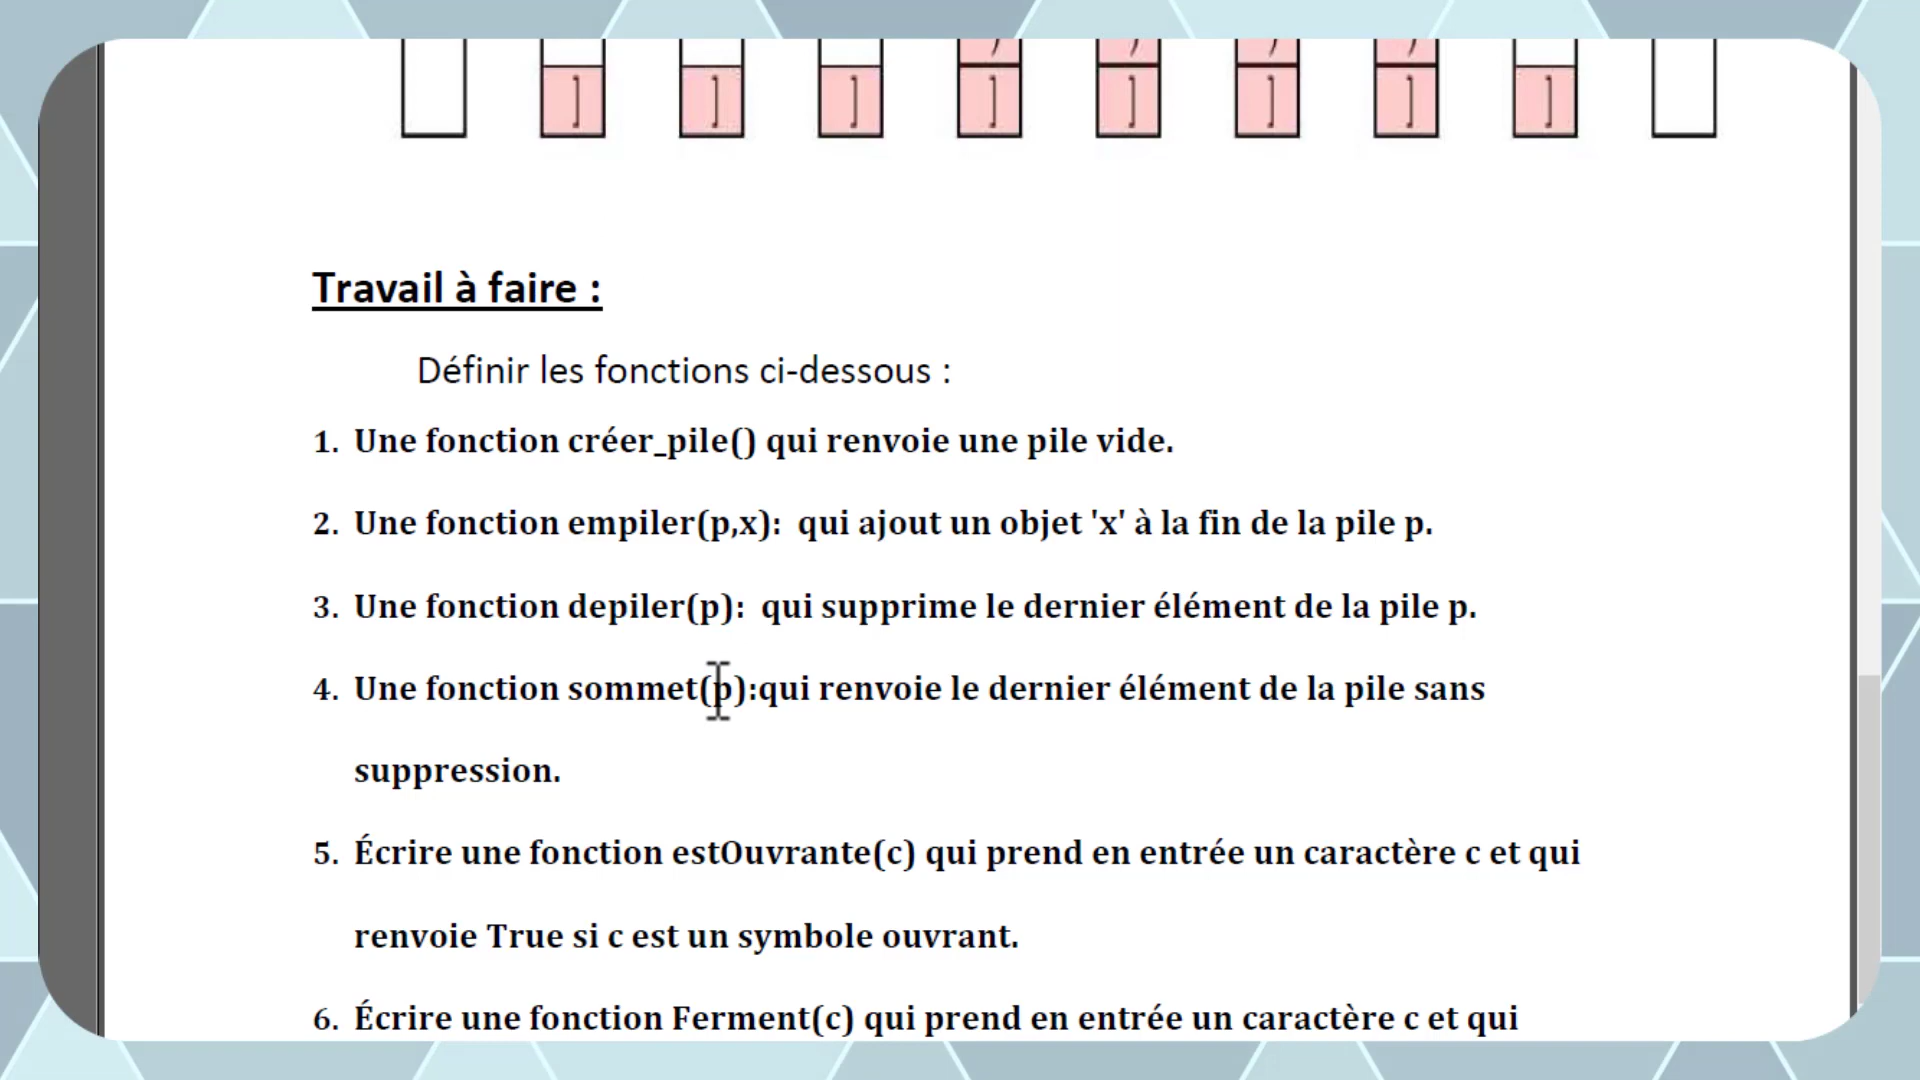 ) ) ) )
] ] ] ] ] ] ] ]
Travail à faire :
Définir les fonctions ci-dessous :
1. Une fonction créer_pile() qui renvoie une pile vide.
2. Une fonction empiler(p,x): qui ajout un objet 'x' à la fin de la pile p.
3. Une fonction depiler(p): qui supprime le dernier élément de la pile p.
4. Une fonction sommet(p):qui renvoie le dernier élément de la pile sans
suppression.
5. Écrire une fonction estOuvrante(c) qui prend en entrée un caractère c et qui
renvoie True si c est un symbole ouvrant.
6. Écrire une fonction Ferment(c) qui prend en entrée un caractère c et qui